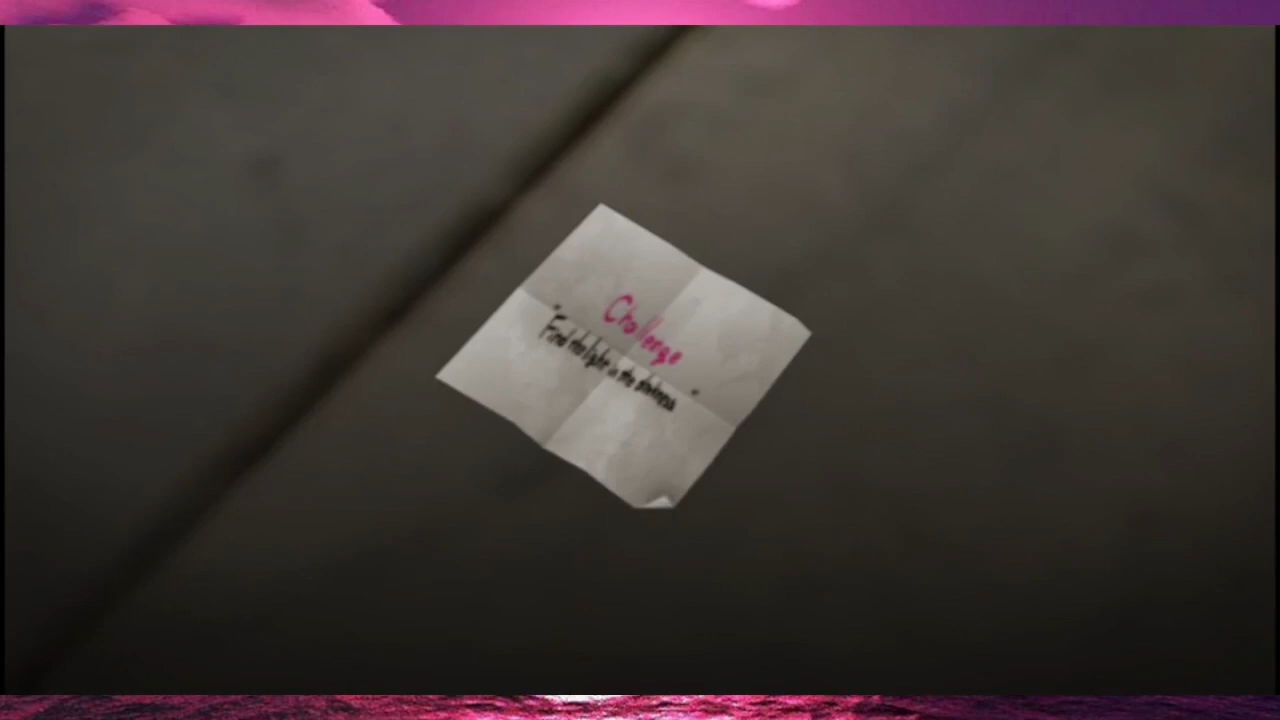 Challenge
"Find the light in the darkness"